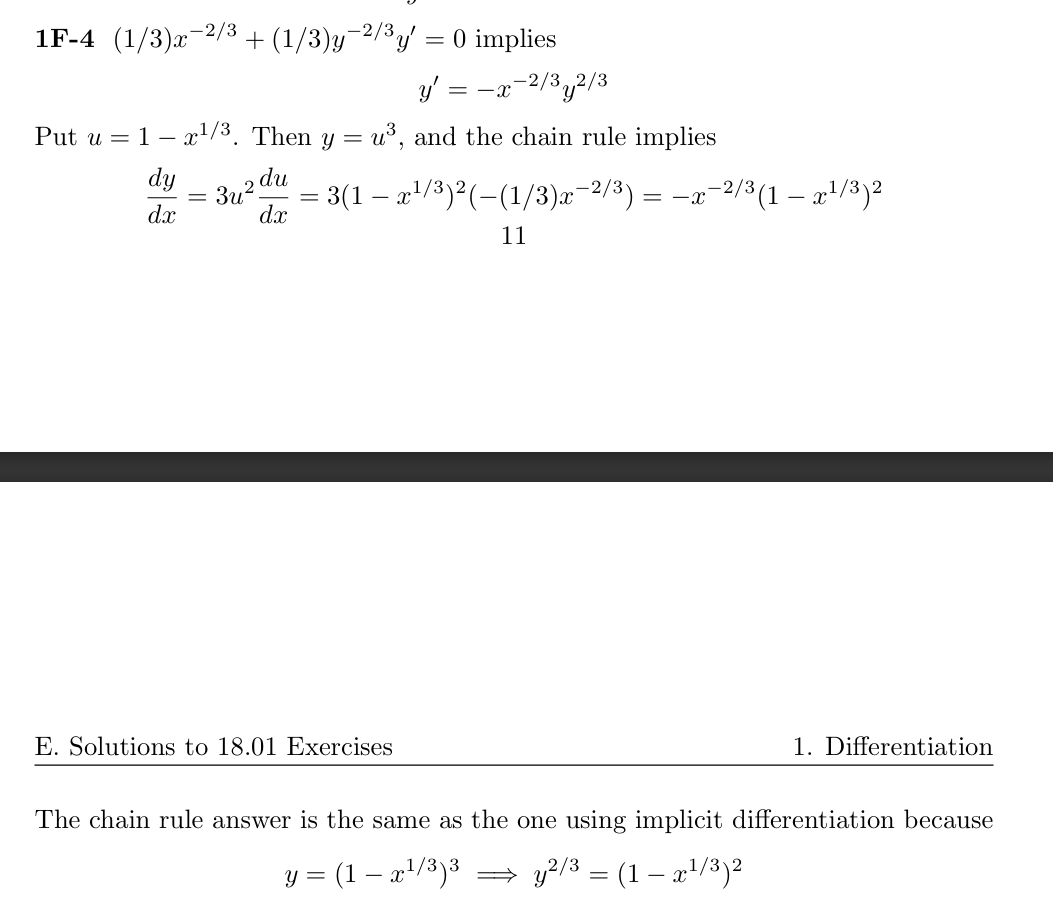 1F-4 (1/3)x^{−2/3} + (1/3)y^{−2/3}y′ = 0 implies
y′ = −x^{−2/3}y^{2/3}
Put u = 1 − x^{1/3}. Then y = u^3, and the chain rule implies
dy/dx = 3u^2 du/dx = 3(1 − x^{1/3})^2(−(1/3)x^{−2/3}) = −x^{−2/3}(1 − x^{1/3})^2
11
E. Solutions to 18.01 Exercises 1. Differentiation
The chain rule answer is the same as the one using implicit differentiation because
y = (1 − x^{1/3})^3 ⟹ y^{2/3} = (1 − x^{1/3})^2